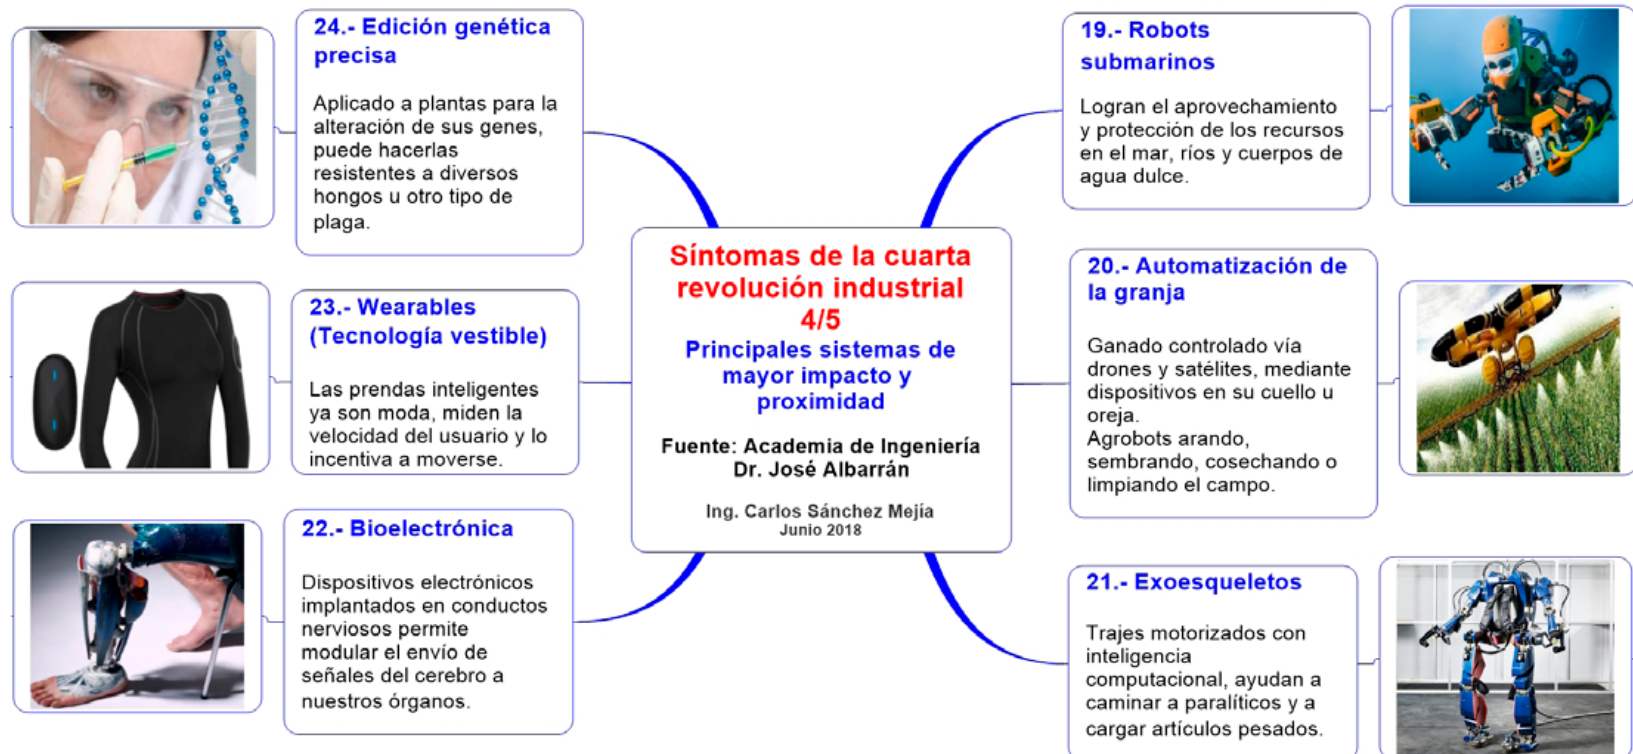 Síntomas de la cuarta
revolución industrial
4/5
Principales sistemas de
mayor impacto y
proximidad
Fuente: Academia de Ingeniería
Dr. José Albarrán
Ing. Carlos Sánchez Mejía
Junio 2018
19.- Robots
submarinos
Logran el aprovechamiento
y protección de los recursos
en el mar, ríos y cuerpos de
agua dulce.
20.- Automatización de
la granja
Ganado controlado vía
drones y satélites, mediante
dispositivos en su cuello u
oreja.
Agrobots arando,
sembrando, cosechando o
limpiando el campo.
21.- Exoesqueletos
Trajes motorizados con
inteligencia
computacional, ayudan a
caminar a paralíticos y a
cargar artículos pesados.
22.- Bioelectrónica
Dispositivos electrónicos
implantados en conductos
nerviosos permite
modular el envío de
señales del cerebro a
nuestros órganos.
23.- Wearables
(Tecnología vestible)
Las prendas inteligentes
ya son moda, miden la
velocidad del usuario y lo
incentiva a moverse.
24.- Edición genética
precisa
Aplicado a plantas para la
alteración de sus genes,
puede hacerlas
resistentes a diversos
hongos u otro tipo de
plaga.